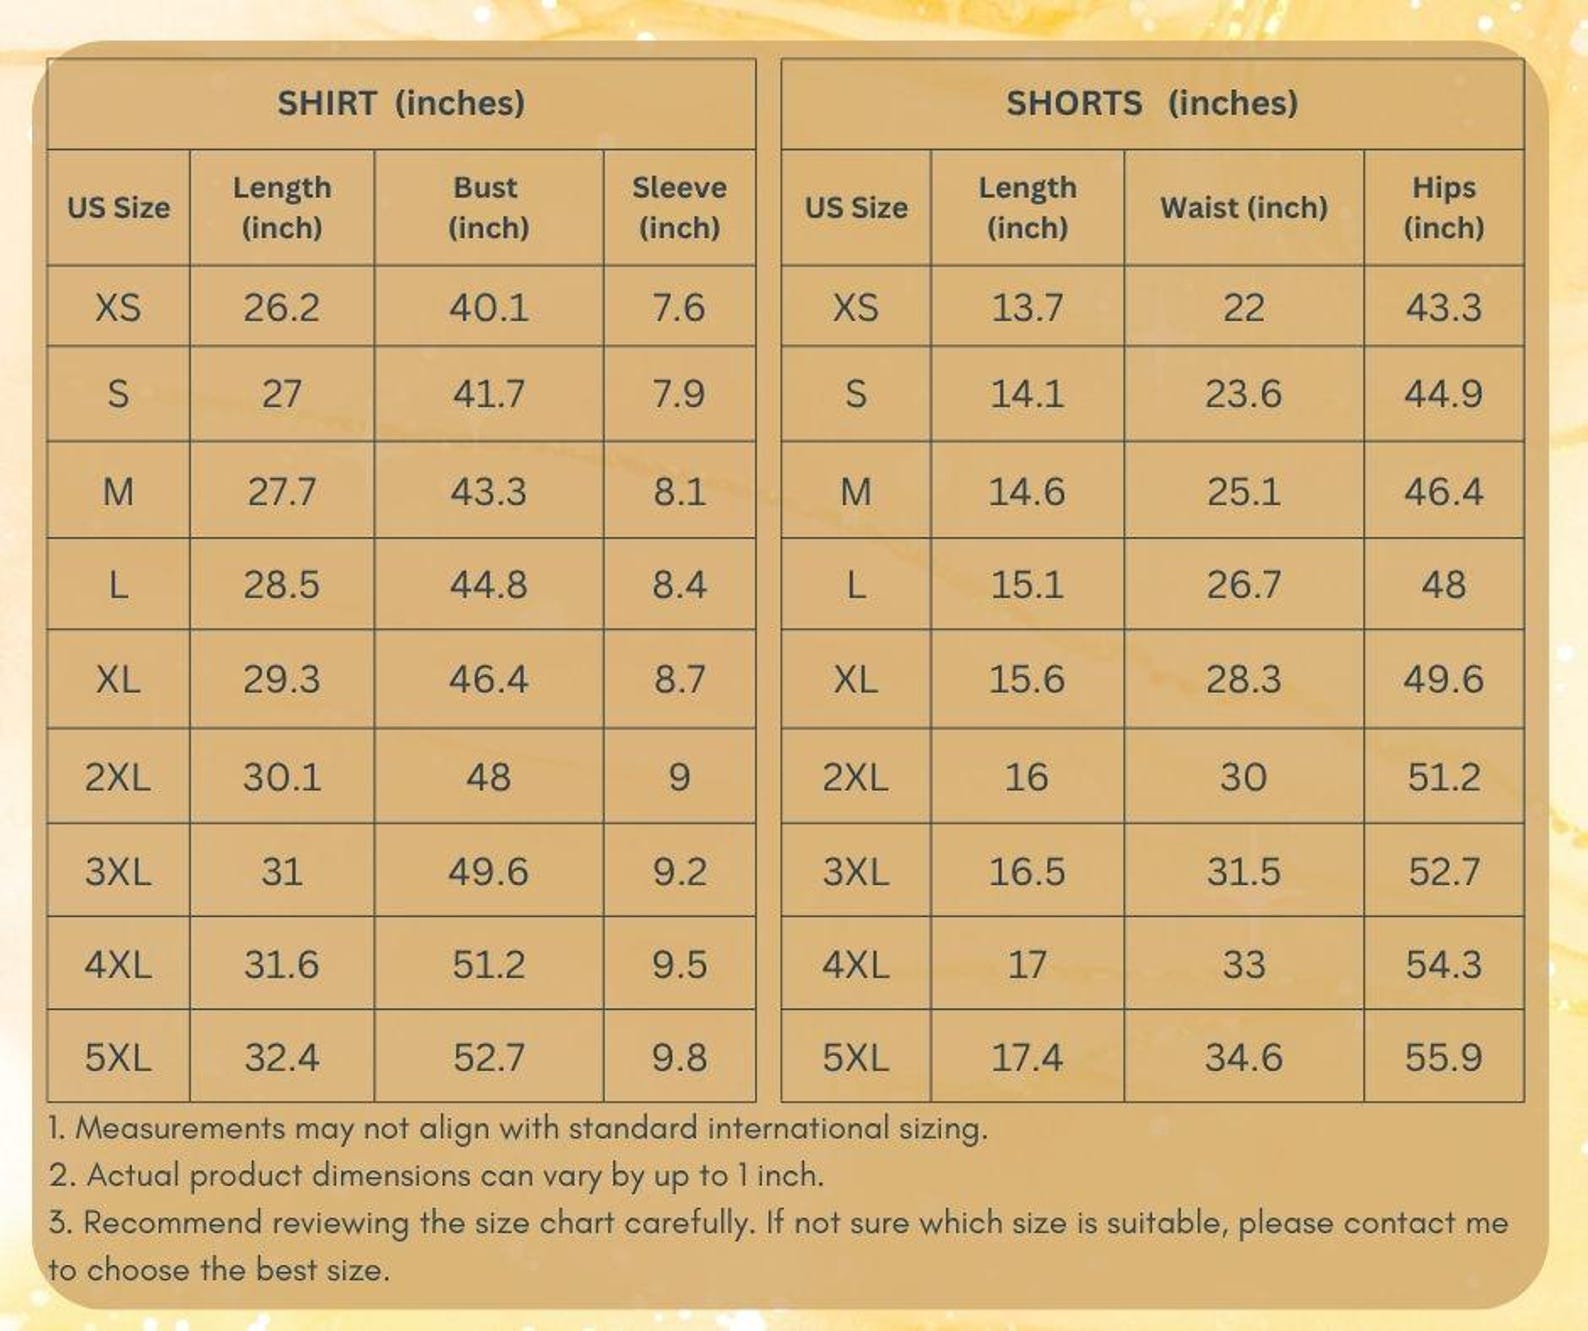 SHIRT (inches)
US Size Length (inch) Bust (inch) Sleeve (inch)
XS 26.2 40.1 7.6
S 27 41.7 7.9
M 27.7 43.3 8.1
L 28.5 44.8 8.4
XL 29.3 46.4 8.7
2XL 30.1 48 9
3XL 31 49.6 9.2
4XL 31.6 51.2 9.5
5XL 32.4 52.7 9.8
SHORTS (inches)
US Size Length (inch) Waist (inch) Hips (inch)
XS 13.7 22 43.3
S 14.1 23.6 44.9
M 14.6 25.1 46.4
L 15.1 26.7 48
XL 15.6 28.3 49.6
2XL 16 30 51.2
3XL 16.5 31.5 52.7
4XL 17 33 54.3
5XL 17.4 34.6 55.9
1. Measurements may not align with standard international sizing.
2. Actual product dimensions can vary by up to 1 inch.
3. Recommend reviewing the size chart carefully. If not sure which size is suitable, please contact me
to choose the best size.